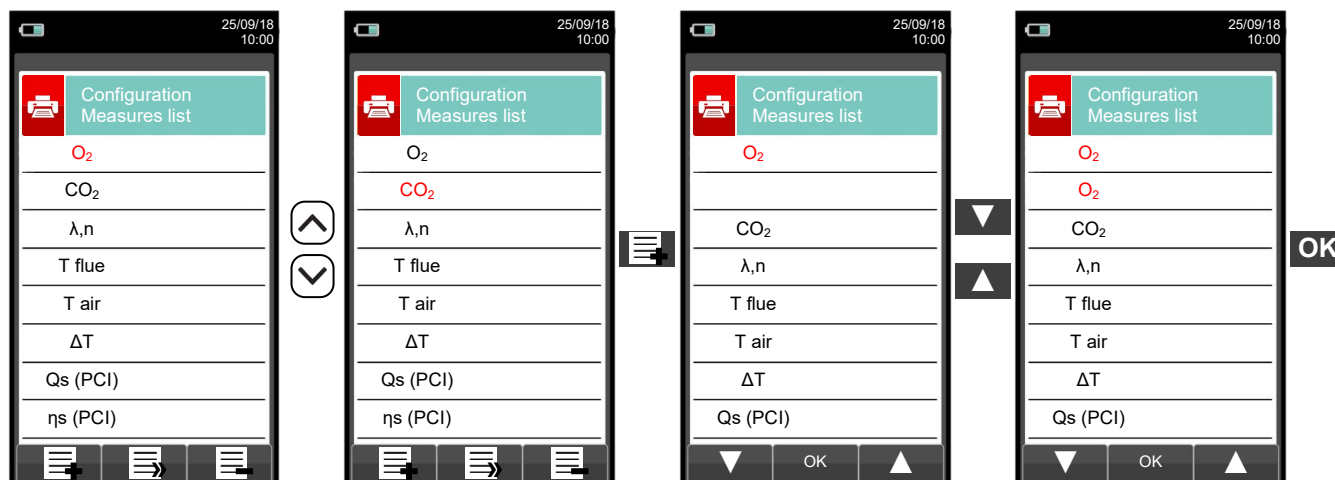 25/09/18
10:00
Configuration
Measures list
O₂
CO₂
λ,n
T flue
T air
ΔT
Qs (PCI)
ηs (PCI)
25/09/18
10:00
Configuration
Measures list
O₂
CO₂
λ,n
T flue
T air
ΔT
Qs (PCI)
ηs (PCI)
25/09/18
10:00
Configuration
Measures list
O₂
CO₂
λ,n
T flue
T air
ΔT
Qs (PCI)
OK
25/09/18
10:00
Configuration
Measures list
O₂
O₂
CO₂
λ,n
T flue
T air
ΔT
Qs (PCI)
OK
OK